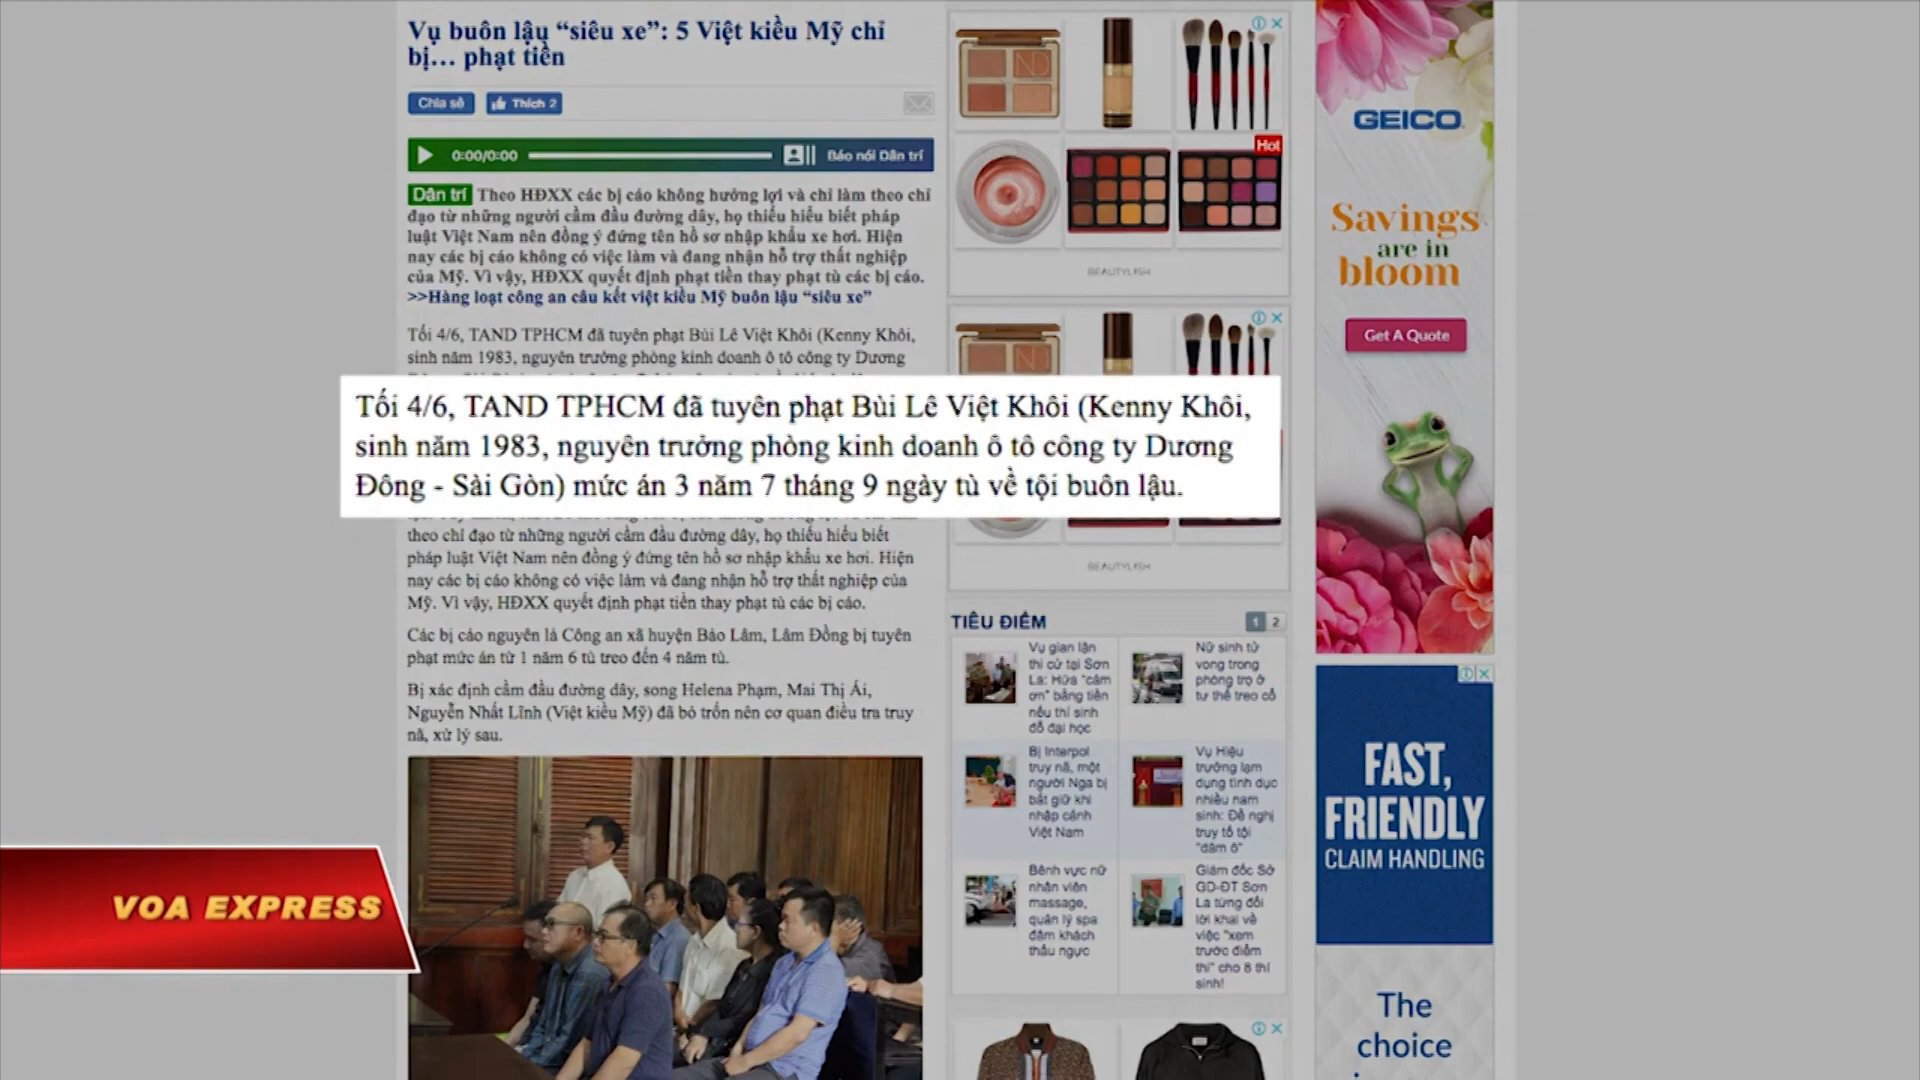 Vụ buôn lậu “siêu xe”: 5 Việt kiều Mỹ chỉ
bị... phạt tiền
Chia sẻ
Thích 2
0:00/0:00
Báo nói Dân trí
Dân trí Theo HĐXX các bị cáo không hưởng lợi và chỉ làm theo chỉ
đạo từ những người cầm đầu đường dây, họ thiếu hiểu biết pháp
luật Việt Nam nên đồng ý đứng tên hồ sơ nhập khẩu xe hơi. Hiện
nay các bị cáo không có việc làm và đang nhận hỗ trợ thất nghiệp
của Mỹ. Vì vậy, HĐXX quyết định phạt tiền thay phạt tù các bị cáo.
>>Hàng loạt công an câu kết việt kiều Mỹ buôn lậu “siêu xe”
Tối 4/6, TAND TPHCM đã tuyên phạt Bùi Lê Việt Khôi (Kenny Khôi,
sinh năm 1983, nguyên trưởng phòng kinh doanh ô tô công ty Dương
Tối 4/6, TAND TPHCM đã tuyên phạt Bùi Lê Việt Khôi (Kenny Khôi,
sinh năm 1983, nguyên trưởng phòng kinh doanh ô tô công ty Dương
Đông - Sài Gòn) mức án 3 năm 7 tháng 9 ngày tù về tội buôn lậu.
theo chỉ đạo từ những người cầm đầu đường dây, họ thiếu hiểu biết
pháp luật Việt Nam nên đồng ý đứng tên hồ sơ nhập khẩu xe hơi. Hiện
nay các bị cáo không có việc làm và đang nhận hỗ trợ thất nghiệp của
Mỹ. Vì vậy, HĐXX quyết định phạt tiền thay phạt tù các bị cáo.
Các bị cáo nguyên là Công an xã huyện Bảo Lâm, Lâm Đồng bị tuyên
phạt mức án từ 1 năm 6 tù treo đến 4 năm tù.
Bị xác định cầm đầu đường dây, song Helena Phạm, Mai Thị Ái,
Nguyễn Nhất Linh (Việt kiều Mỹ) đã bỏ trốn nên cơ quan điều tra truy
nã, xử lý sau.
VOA EXPRESS
Hot
BEAUTYLISH
BEAUTYLISH
TIÊU ĐIỂM
1 2
Vụ gian lận
thi cử tại Sơn
La: Hứa "cảm
ơn" bằng tiền
nếu thí sinh
đỗ đại học
Nữ sinh tử
vong trong
phòng trọ ở
tư thế treo cổ
Bị Interpol
truy nã, một
người Nga bị
bắt giữ khi
nhập cảnh
Việt Nam
Vụ Hiệu
trưởng lạm
dụng tình dục
nhiều nam
sinh: Đề nghị
truy tố tội
"dâm ô"
Bênh vực nữ
nhân viên
massage,
quản lý spa
đâm khách
thấu ngực
Giám đốc Sở
GD-ĐT Sơn
La từng đổi
lời khai về
việc "xem
trước điểm
thi" cho 8 thí
sinh!
GEICO
Savings
are in
bloom
Get A Quote
FAST,
FRIENDLY
CLAIM HANDLING
The
choice